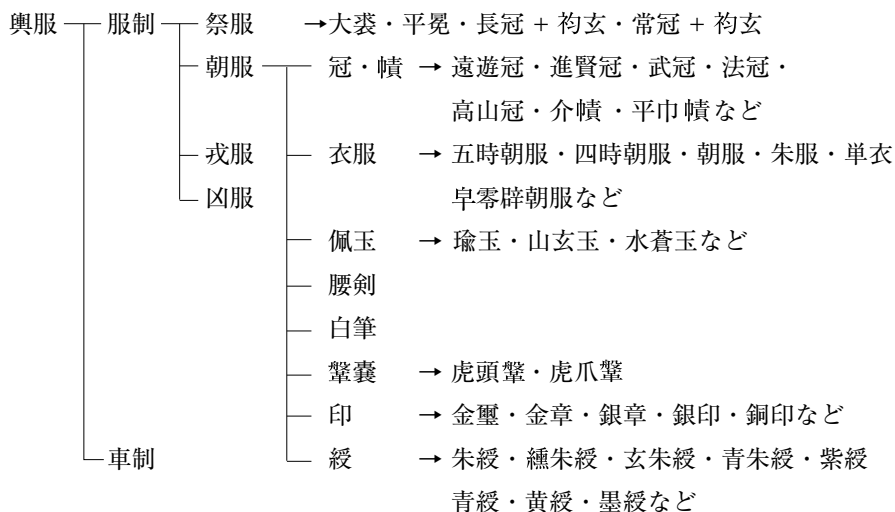 輿服 服制 祭服 →大裘・平冕・長冠 + 袀玄・常冠 + 袀玄
朝服 冠・幘 → 遠遊冠・進賢冠・武冠・法冠・
高山冠・介幘・平巾幘など
戎服 衣服 → 五時朝服・四時朝服・朝服・朱服・単衣
凶服 皁零辟朝服など
佩玉 → 瑜玉・山玄玉・水蒼玉など
腰剣
白筆
鞶囊 → 虎頭鞶・虎爪鞶
印 → 金璽・金章・銀章・銀印・銅印など
車制 綬 → 朱綬・纁朱綬・玄朱綬・青朱綬・紫綬
青綬・黄綬・墨綬など